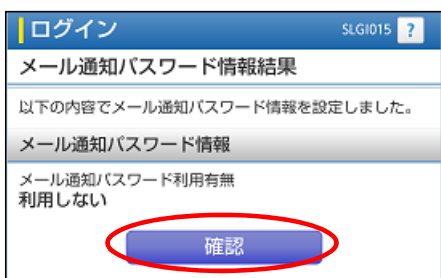 ログイン SLGI015 ?
メール通知パスワード情報結果
以下の内容でメール通知パスワード情報を設定しました。
メール通知パスワード情報
メール通知パスワード利用有無
利用しない
確認